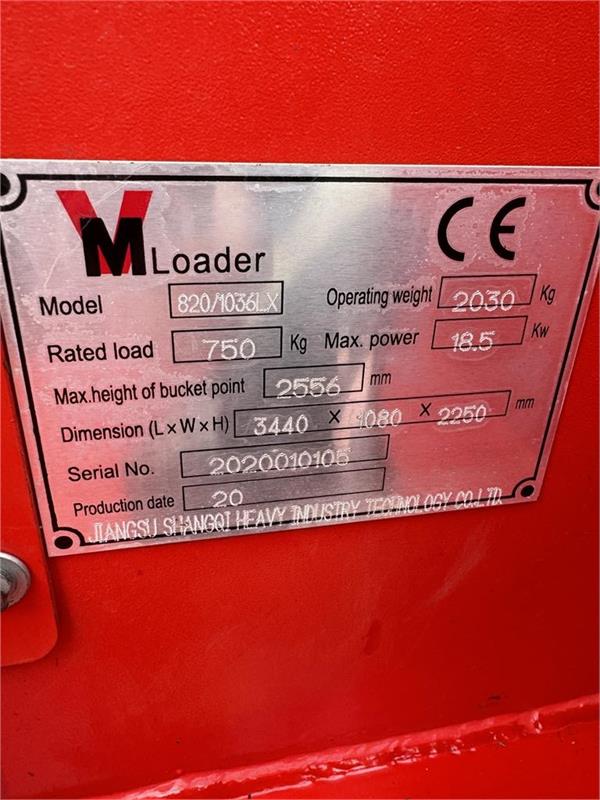 VM Loader CE
Model 820/1036LX Operating weight 2030 Kg
Rated load 750 Kg Max. power 18.5 Kw
Max.height of bucket point 2556 mm
Dimension (L×W×H) 3440 × 1080 × 2250 mm
Serial No. 2020010105
Production date 20
JIANGSU SHANGQI HEAVY INDUSTRY TECHNOLOGY CO.LTD.